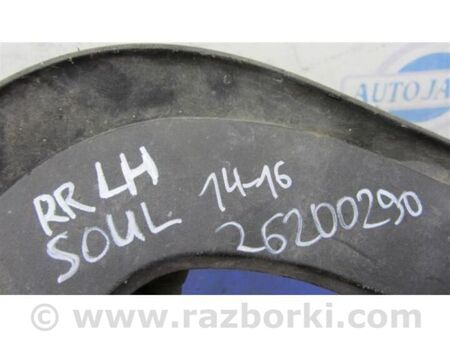 AUTOJA
RR LH 14-16
SOUL 26200290
© www.razborki.com